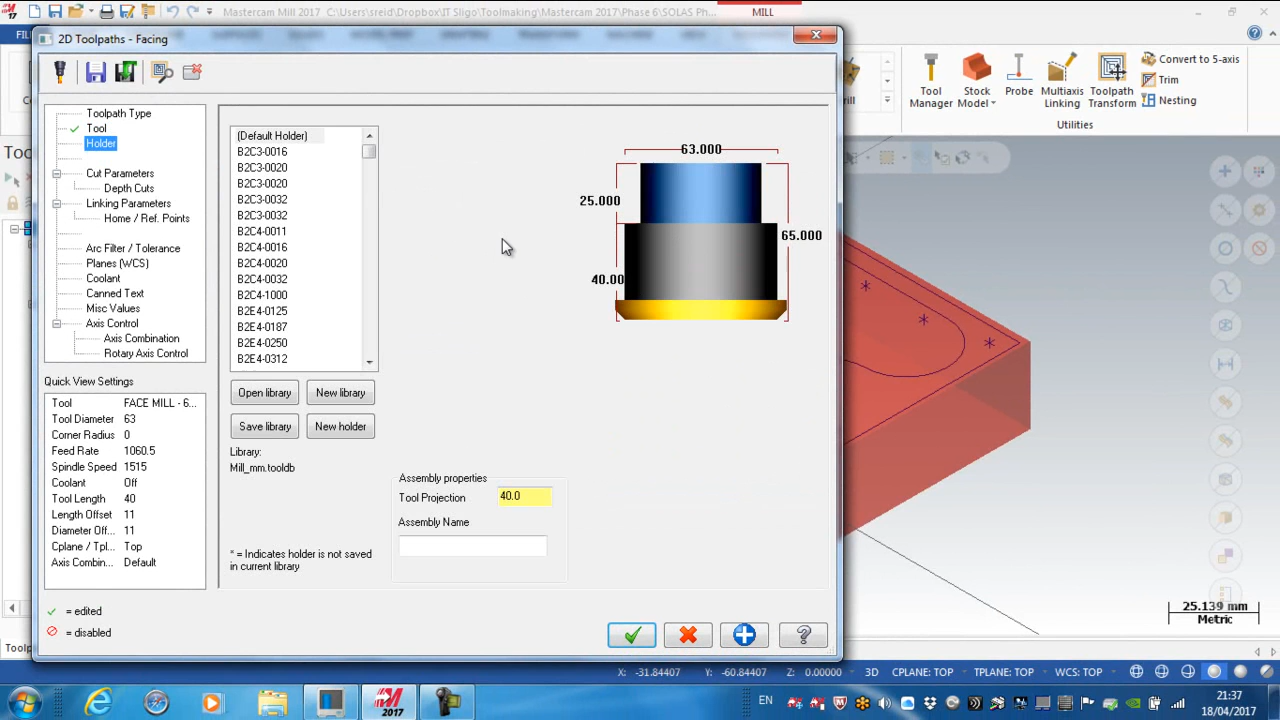 Mastercam Mill 2017 C:\Users\sreid\Dropbox\IT Sligo\Toolmaking\Mastercam 2017\Phase 6\SOLAS Ph...
MILL
2D Toolpaths - Facing
Tool Manager
Stock Model
Probe
Multiaxis Linking
Toolpath Transform
Convert to 5-axis
Trim
Nesting
Utilities
Toolpath Type
Tool
Holder
Cut Parameters
Depth Cuts
Linking Parameters
Home / Ref. Points
Arc Filter / Tolerance
Planes (WCS)
Coolant
Canned Text
Misc Values
Axis Control
Axis Combination
Rotary Axis Control
Quick View Settings
Tool FACE MILL - 6...
Tool Diameter 63
Corner Radius 0
Feed Rate 1060.5
Spindle Speed 1515
Coolant Off
Tool Length 40
Length Offset 11
Diameter Off... 11
Cplane / Tpl... Top
Axis Combin... Default
= edited
= disabled
(Default Holder)
B2C3-0016
B2C3-0020
B2C3-0020
B2C3-0032
B2C3-0032
B2C4-0011
B2C4-0016
B2C4-0020
B2C4-0032
B2C4-1000
B2E4-0125
B2E4-0187
B2E4-0250
B2E4-0312
Open library
New library
Save library
New holder
Library:
Mill_mm.tooldb
* = Indicates holder is not saved
in current library
Assembly properties
Tool Projection 40.0
Assembly Name
63.000
25.000
65.000
40.00
25.139 mm
Metric
X: -31.84407 Y: -60.84480 Z: 0.00000 3D CPLANE: TOP TPLANE: TOP WCS: TOP
2017
EN
21:37
18/04/2017